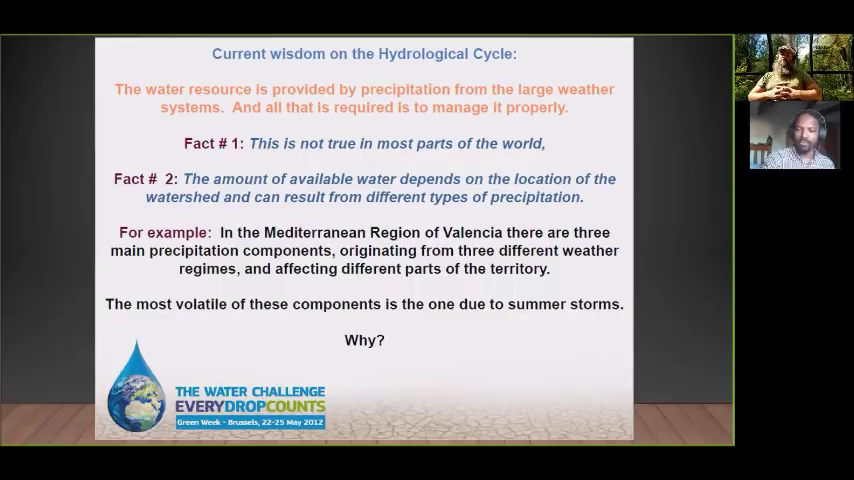 Current wisdom on the Hydrological Cycle:
The water resource is provided by precipitation from the large weather
systems. And all that is required is to manage it properly.
Fact # 1: This is not true in most parts of the world,
Fact # 2: The amount of available water depends on the location of the
watershed and can result from different types of precipitation.
For example: In the Mediterranean Region of Valencia there are three
main precipitation components, originating from three different weather
regimes, and affecting different parts of the territory.
The most volatile of these components is the one due to summer storms.
Why?
THE WATER CHALLENGE
EVERYDROPCOUNTS
Green Week - Brussels, 22-25 May 2012